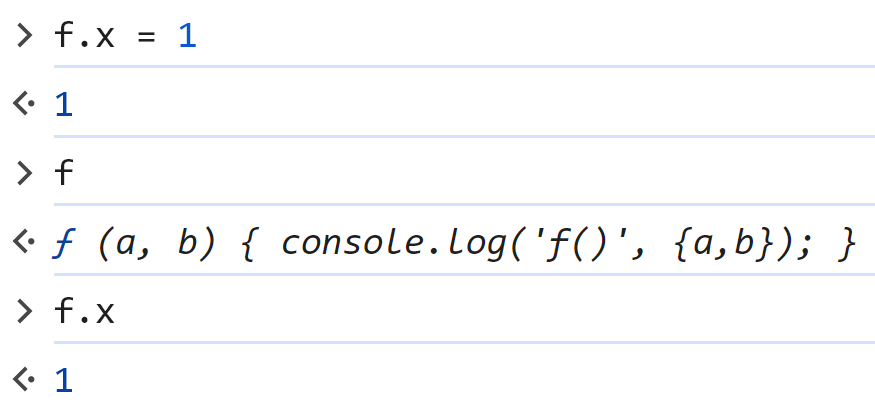 > f.x = 1
<· 1
> f
<· ƒ (a, b) { console.log('f()', {a,b}); }
> f.x
<· 1